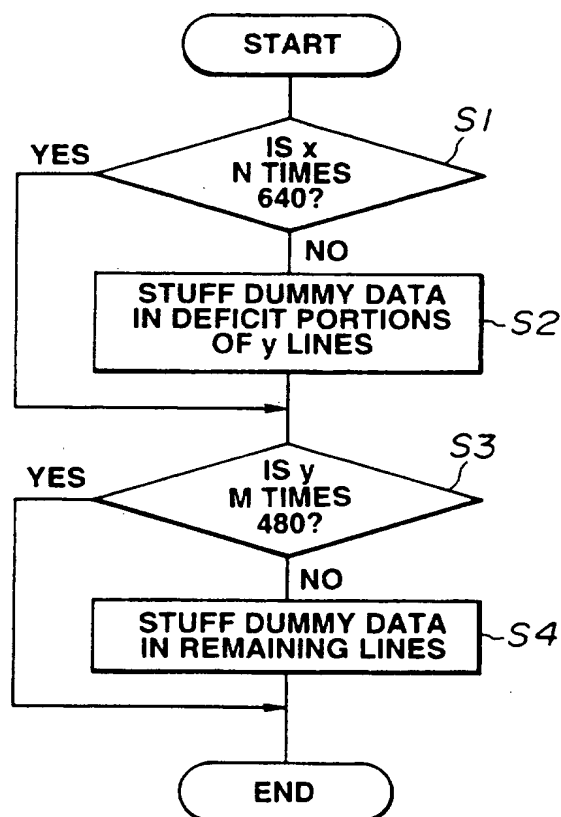 START
S1
YES
IS x
N TIMES
640?
NO
STUFF DUMMY DATA
IN DEFICIT PORTIONS
OF y LINES
S2
S3
YES
IS y
M TIMES
480?
NO
STUFF DUMMY DATA
IN REMAINING LINES
S4
END